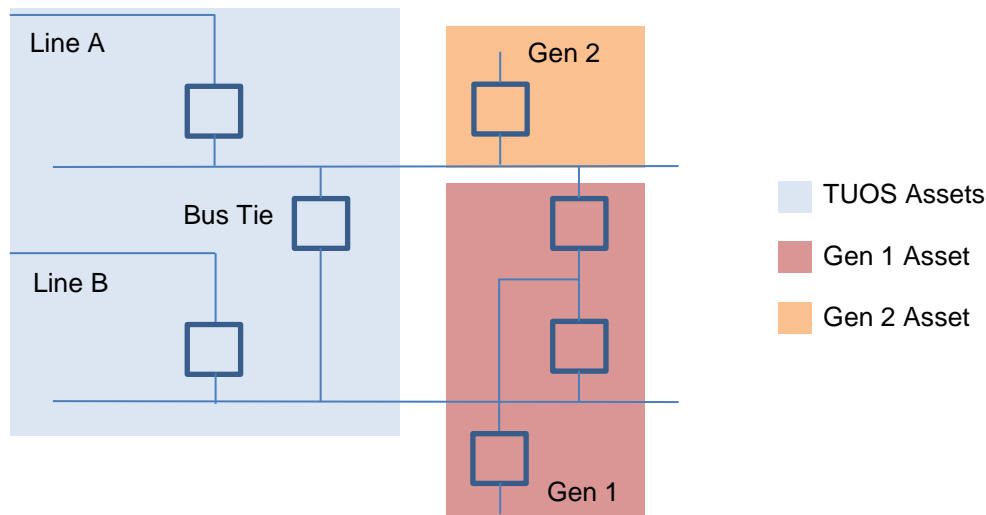 Line A
Gen 2
Bus Tie
TUOS Assets
Gen 1 Asset
Line B
Gen 2 Asset
Gen 1